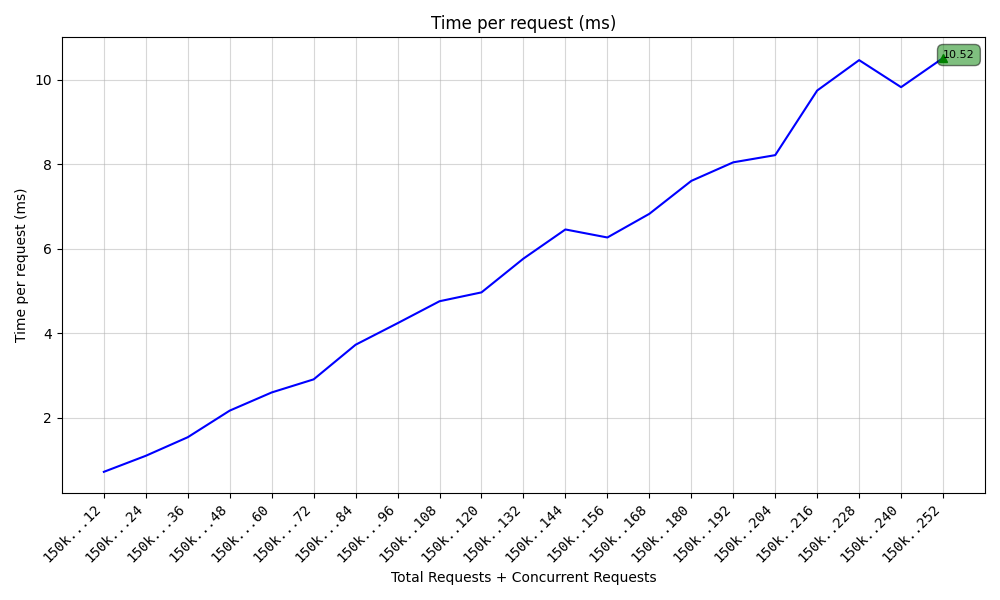 Time per request (ms)
10.52
Time per request (ms)
10
8
6
4
2
150k...12
150k...24
150k...36
150k...48
150k...60
150k...72
150k...84
150k...96
150k..108
150k..120
150k..132
150k..144
150k..156
150k..168
150k..180
150k..192
150k..204
150k..216
150k..228
150k..240
150k..252
Total Requests + Concurrent Requests